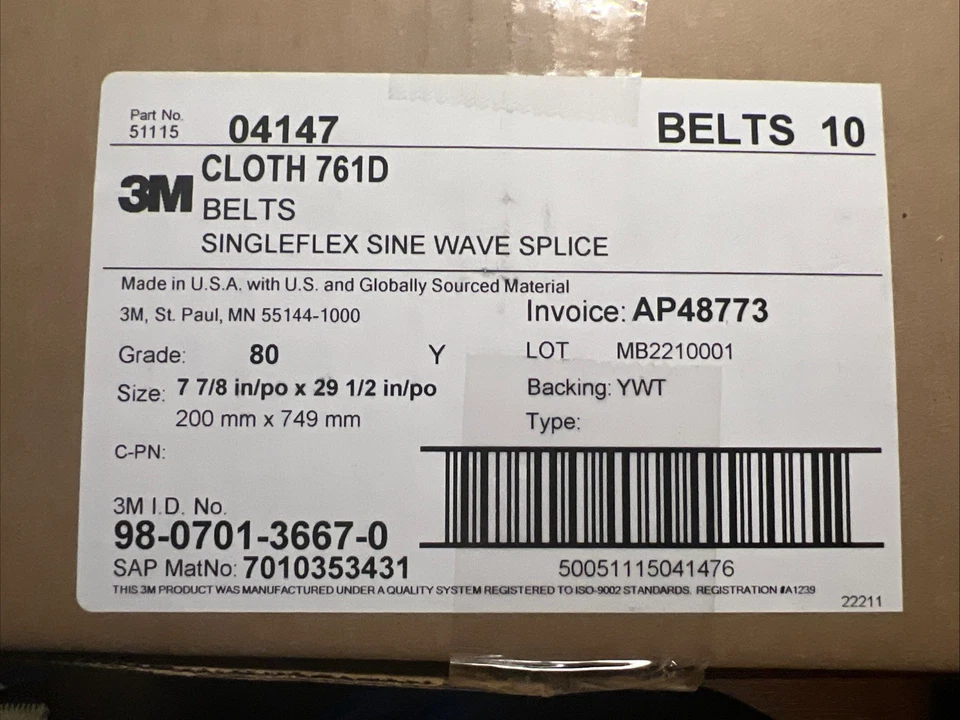 Part No.
51115 04147 BELTS 10
3M CLOTH 761D
BELTS
SINGLEFLEX SINE WAVE SPLICE
Made in U.S.A. with U.S. and Globally Sourced Material
3M, St. Paul, MN 55144-1000 Invoice: AP48773
Grade: 80 Y LOT MB2210001
Size: 7 7/8 in/po x 29 1/2 in/po Backing: YWT
200 mm x 749 mm Type:
C-PN:
3M I.D. No.
98-0701-3667-0
SAP MatNo: 7010353431 50051115041476
THIS 3M PRODUCT WAS MANUFACTURED UNDER A QUALITY SYSTEM REGISTERED TO ISO-9002 STANDARDS. REGISTRATION #A1239
22211